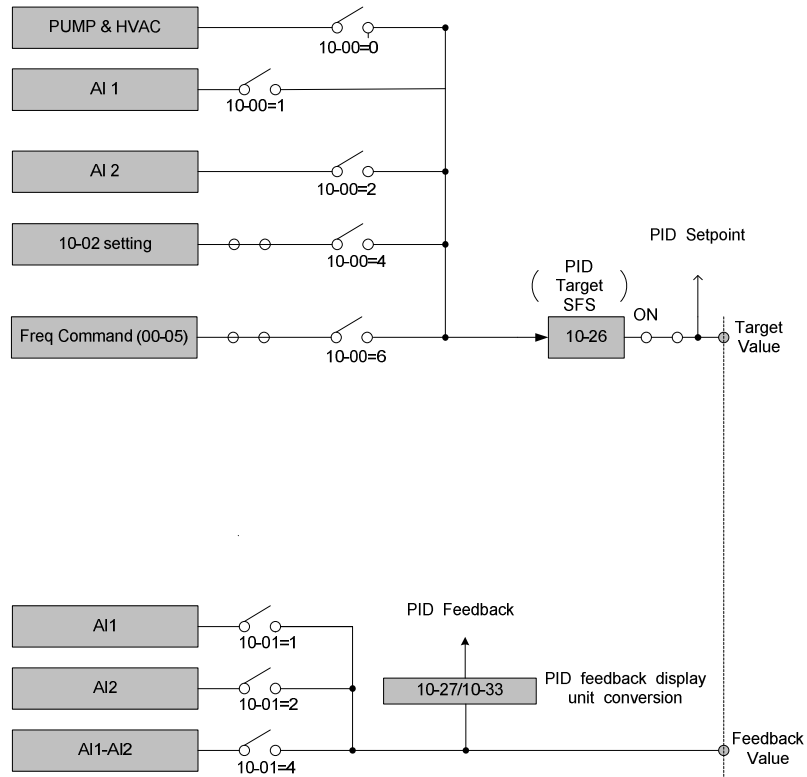 PUMP & HVAC
10-00=0
AI 1
10-00=1
AI 2
10-00=2
10-02 setting
10-00=4
PID Setpoint
( PID
Target
SFS )
Freq Command (00-05)
10-00=6
10-26
ON
Target
Value
AI1
10-01=1
PID Feedback
AI2
10-01=2
10-27/10-33
PID feedback display
unit conversion
AI1-AI2
10-01=4
Feedback
Value